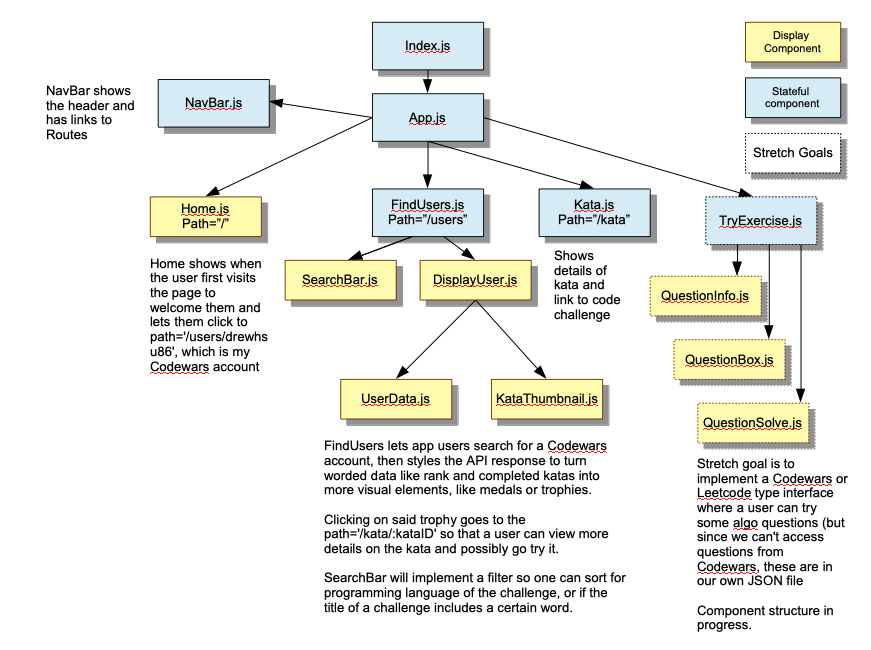 Index.js
Display
Component
NavBar shows
the header and
has links to
Routes
NavBar.js
App.js
Stateful
component
Stretch Goals
Home.js
Path="/"
FindUsers.js
Path="/users"
Kata.js
Path="/kata"
TryExercise.js
Home shows when
the user first visits
the page to
welcome them and
lets them click to
path='/users/drewhs
u86', which is my
Codewars account
SearchBar.js
DisplayUser.js
Shows
details of
kata and
link to code
challenge
QuestionInfo.js
QuestionBox.js
UserData.js
KataThumbnail.js
QuestionSolve.js
FindUsers lets app users search for a Codewars
account, then styles the API response to turn
worded data like rank and completed katas into
more visual elements, like medals or trophies.
Clicking on said trophy goes to the
path='/kata/:kataID' so that a user can view more
details on the kata and possibly go try it.
SearchBar will implement a filter so one can sort for
programming language of the challenge, or if the
title of a challenge includes a certain word.
Stretch goal is to
implement a Codewars or
Leetcode type interface
where a user can try
some algo questions (but
since we can't access
questions from
Codewars, these are in
our own JSON file
Component structure in
progress.